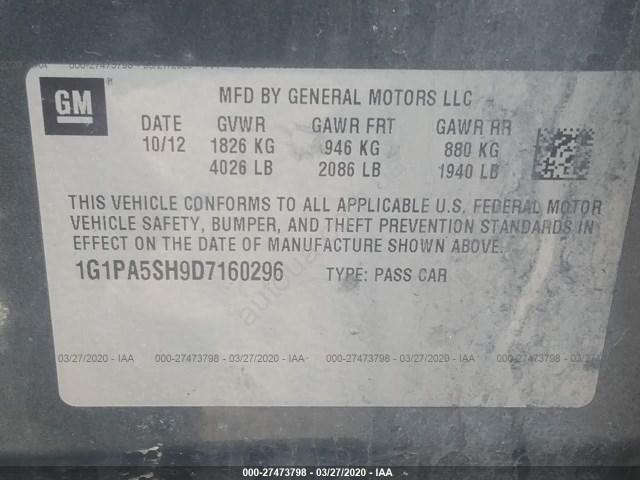 000-27473798 - 03/27/2020 - IAA
GM
MFD BY GENERAL MOTORS LLC
DATE GVWR GAWR FRT GAWR RR
10/12 1826 KG 946 KG 880 KG
4026 LB 2086 LB 1940 LB
THIS VEHICLE CONFORMS TO ALL APPLICABLE U.S. FEDERAL MOTOR
VEHICLE SAFETY, BUMPER, AND THEFT PREVENTION STANDARDS IN
EFFECT ON THE DATE OF MANUFACTURE SHOWN ABOVE.
1G1PA5SH9D7160296 TYPE: PASS CAR
03/27/2020 - IAA 000-27473798 - 03/27/2020 - IAA 000-27473798 - 03/27/2020 - IAA
000-27473798 - 03/27/2020 - IAA